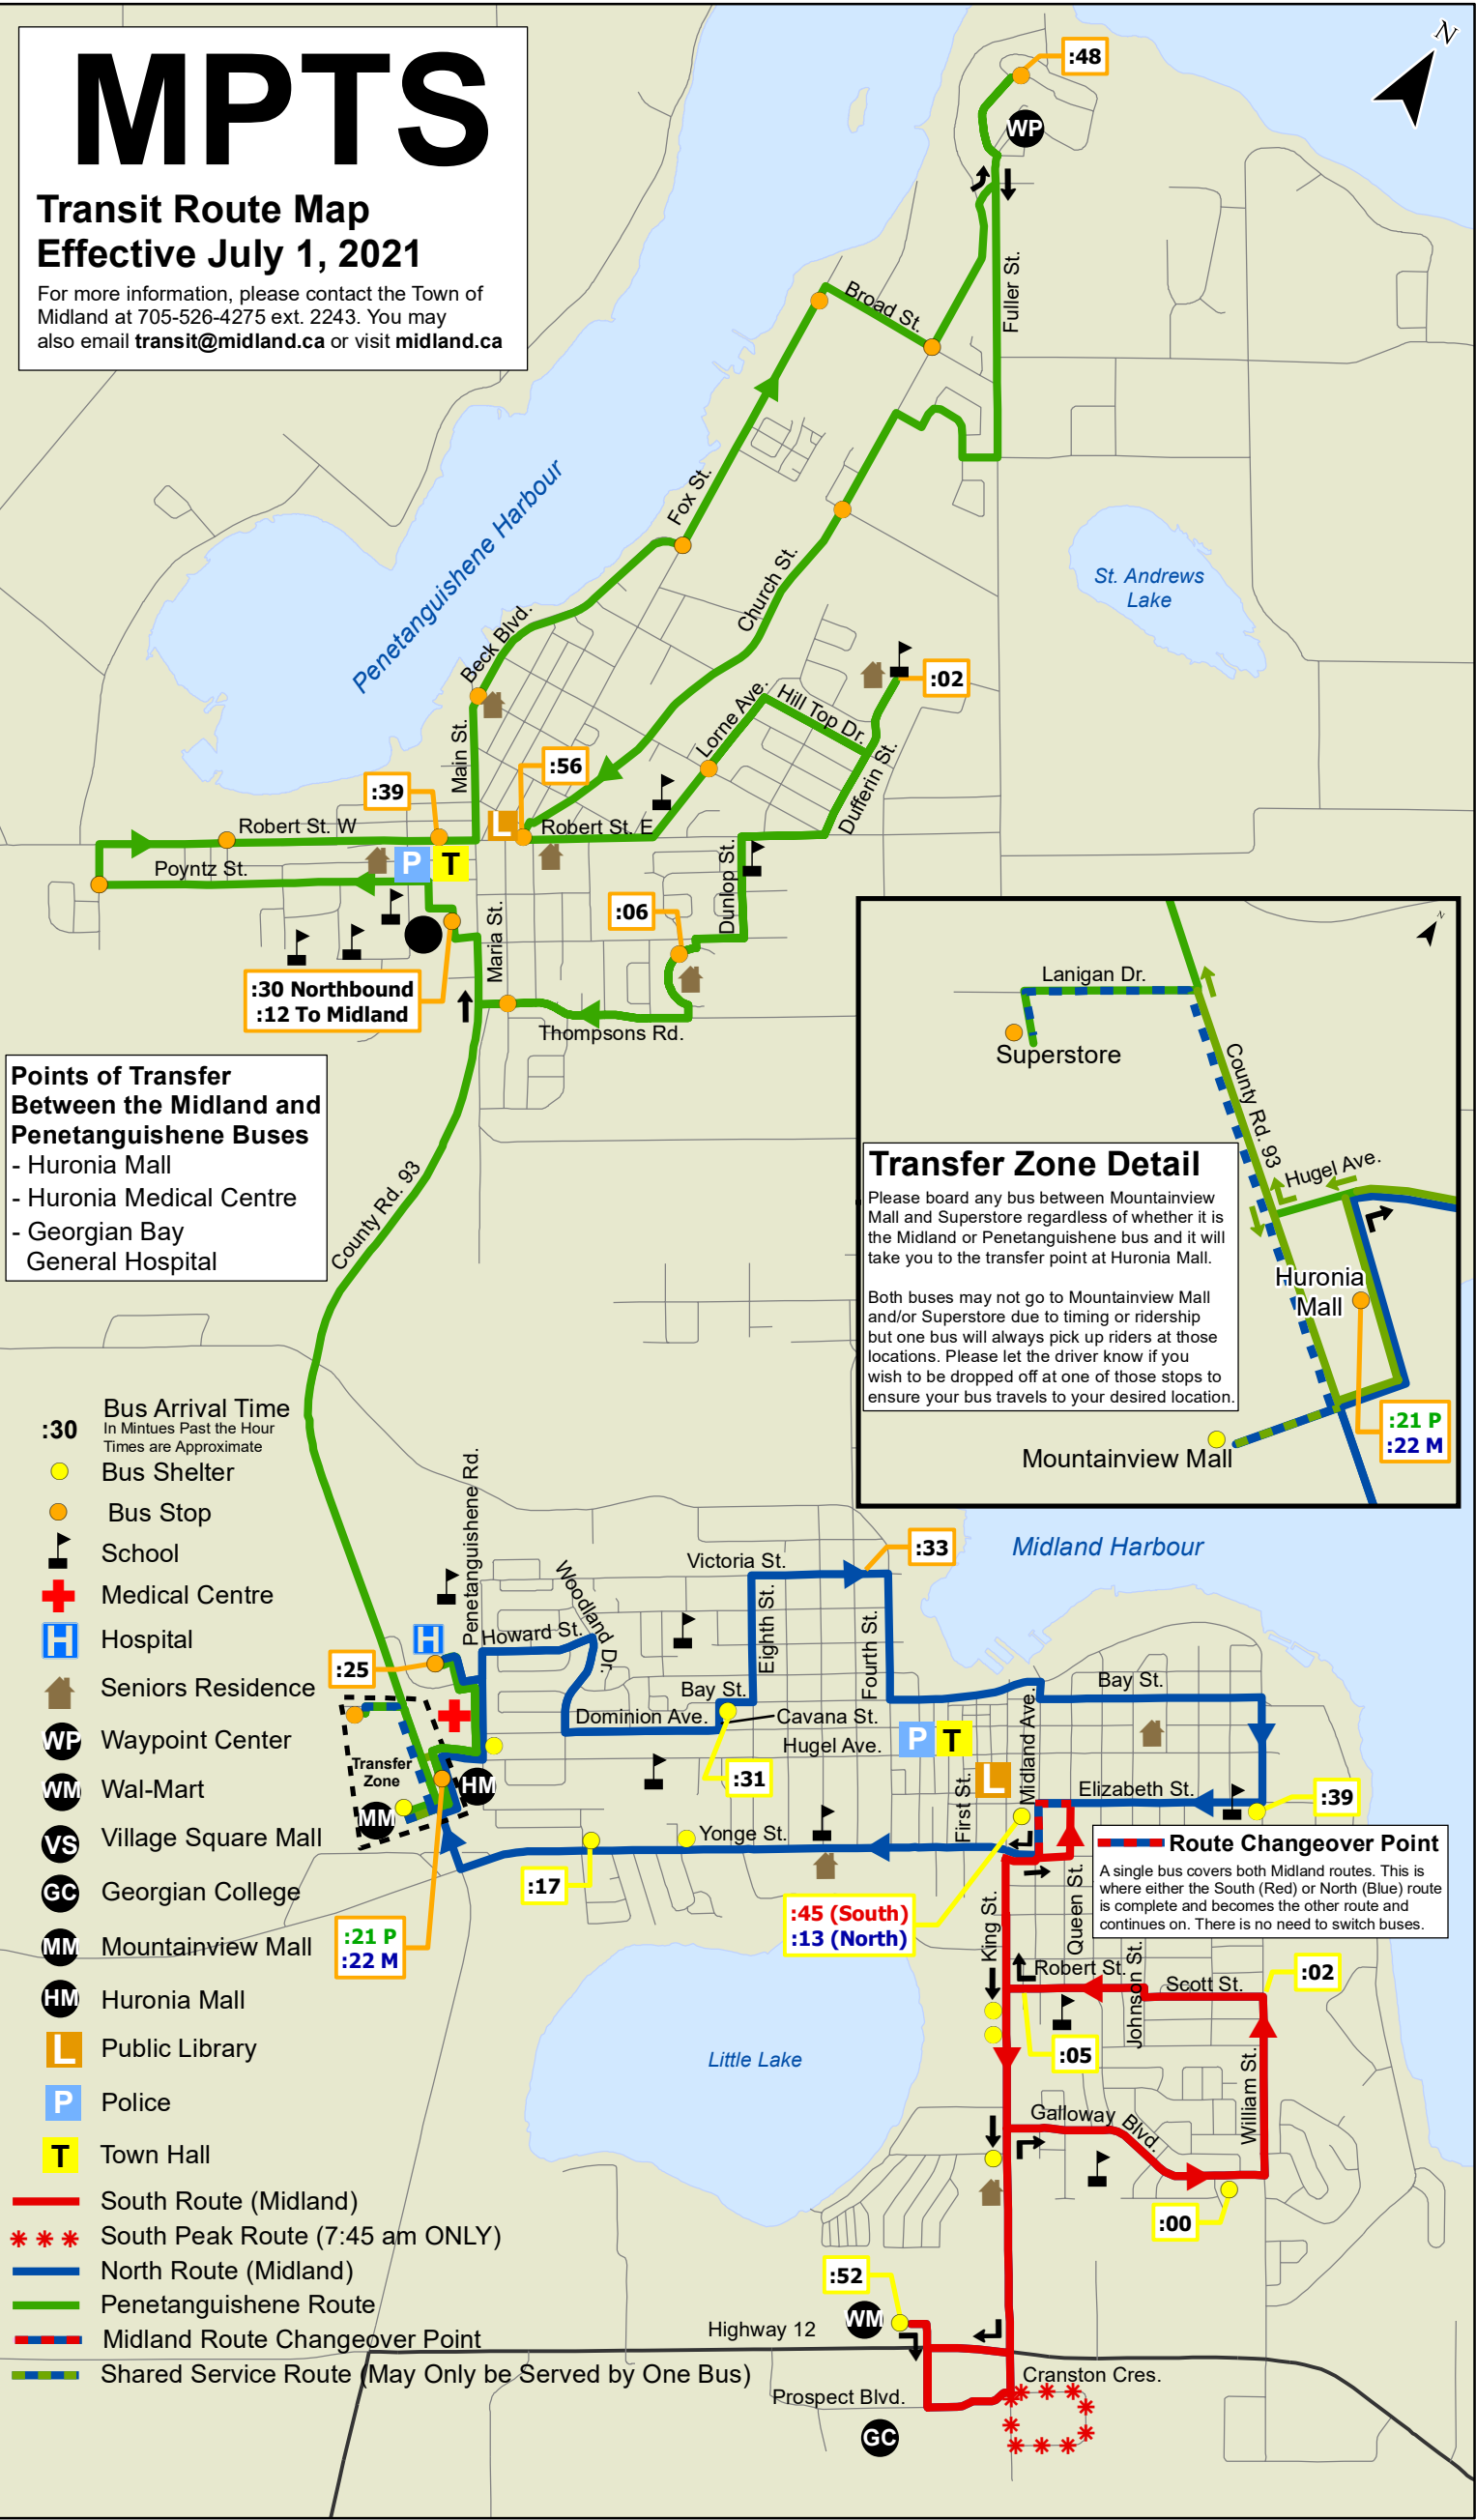 MPTS
Transit Route Map
Effective July 1, 2021
For more information, please contact the Town of
Midland at 705-526-4275 ext. 2243. You may
also email transit@midland.ca or visit midland.ca
N
:48
WP
Fuller St.
Broad St.
Fox St.
Penetanguishene Harbour
Church St.
St. Andrews
Lake
Beck Blvd.
:02
Lorne Ave.
Hill Top Dr.
Dufferin St.
Main St.
:56
:39
L
Robert St. W
Robert St. E
P
T
Poyntz St.
Dunlop St.
:06
Maria St.
:30 Northbound
:12 To Midland
Thompsons Rd.
Points of Transfer
Between the Midland and
Penetanguishene Buses
- Huronia Mall
- Huronia Medical Centre
- Georgian Bay
General Hospital
County Rd. 93
N
Lanigan Dr.
Superstore
County Rd. 93
Hugel Ave.
Transfer Zone Detail
Please board any bus between Mountainview
Mall and Superstore regardless of whether it is
the Midland or Penetanguishene bus and it will
take you to the transfer point at Huronia Mall.
Both buses may not go to Mountainview Mall
and/or Superstore due to timing or ridership
but one bus will always pick up riders at those
locations. Please let the driver know if you
wish to be dropped off at one of those stops to
ensure your bus travels to your desired location.
Huronia
Mall
:21 P
:22 M
Mountainview Mall
:30
Bus Arrival Time
In Mintues Past the Hour
Times are Approximate
Bus Shelter
Bus Stop
School
Medical Centre
H
Hospital
Seniors Residence
WP
Waypoint Center
WM
Wal-Mart
VS
Village Square Mall
GC
Georgian College
MM
Mountainview Mall
HM
Huronia Mall
L
Public Library
P
Police
T
Town Hall
South Route (Midland)
South Peak Route (7:45 am ONLY)
North Route (Midland)
Penetanguishene Route
Midland Route Changeover Point
Shared Service Route (May Only be Served by One Bus)
Midland Harbour
:33
Victoria St.
Penetanguishene Rd.
Woodland Dr.
Howard St.
Eighth St.
Fourth St.
H
:25
Bay St.
Bay St.
Dominion Ave.
Cavana St.
Hugel Ave.
Midland Ave.
P
T
Transfer
Zone
HM
MM
:31
L
First St.
Elizabeth St.
:39
Yonge St.
:17
:21 P
:22 M
:45 (South)
:13 (North)
King St.
Queen St.
Route Changeover Point
A single bus covers both Midland routes. This is
where either the South (Red) or North (Blue) route
is complete and becomes the other route and
continues on. There is no need to switch buses.
Robert St.
Johnson St.
Scott St.
:02
:05
Little Lake
William St.
Galloway Blvd.
:00
:52
WM
Highway 12
Cranston Cres.
Prospect Blvd.
GC